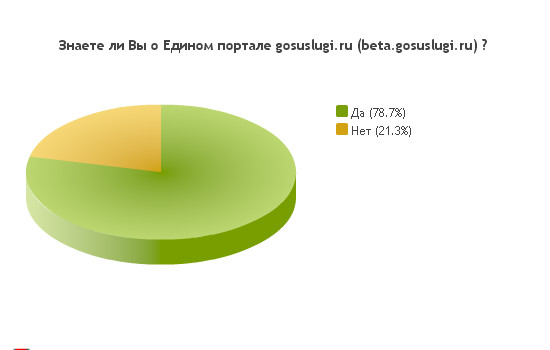 Знаете ли Вы о Едином портале gosuslugi.ru (beta.gosuslugi.ru) ?
Да (78.7%)
Нет (21.3%)